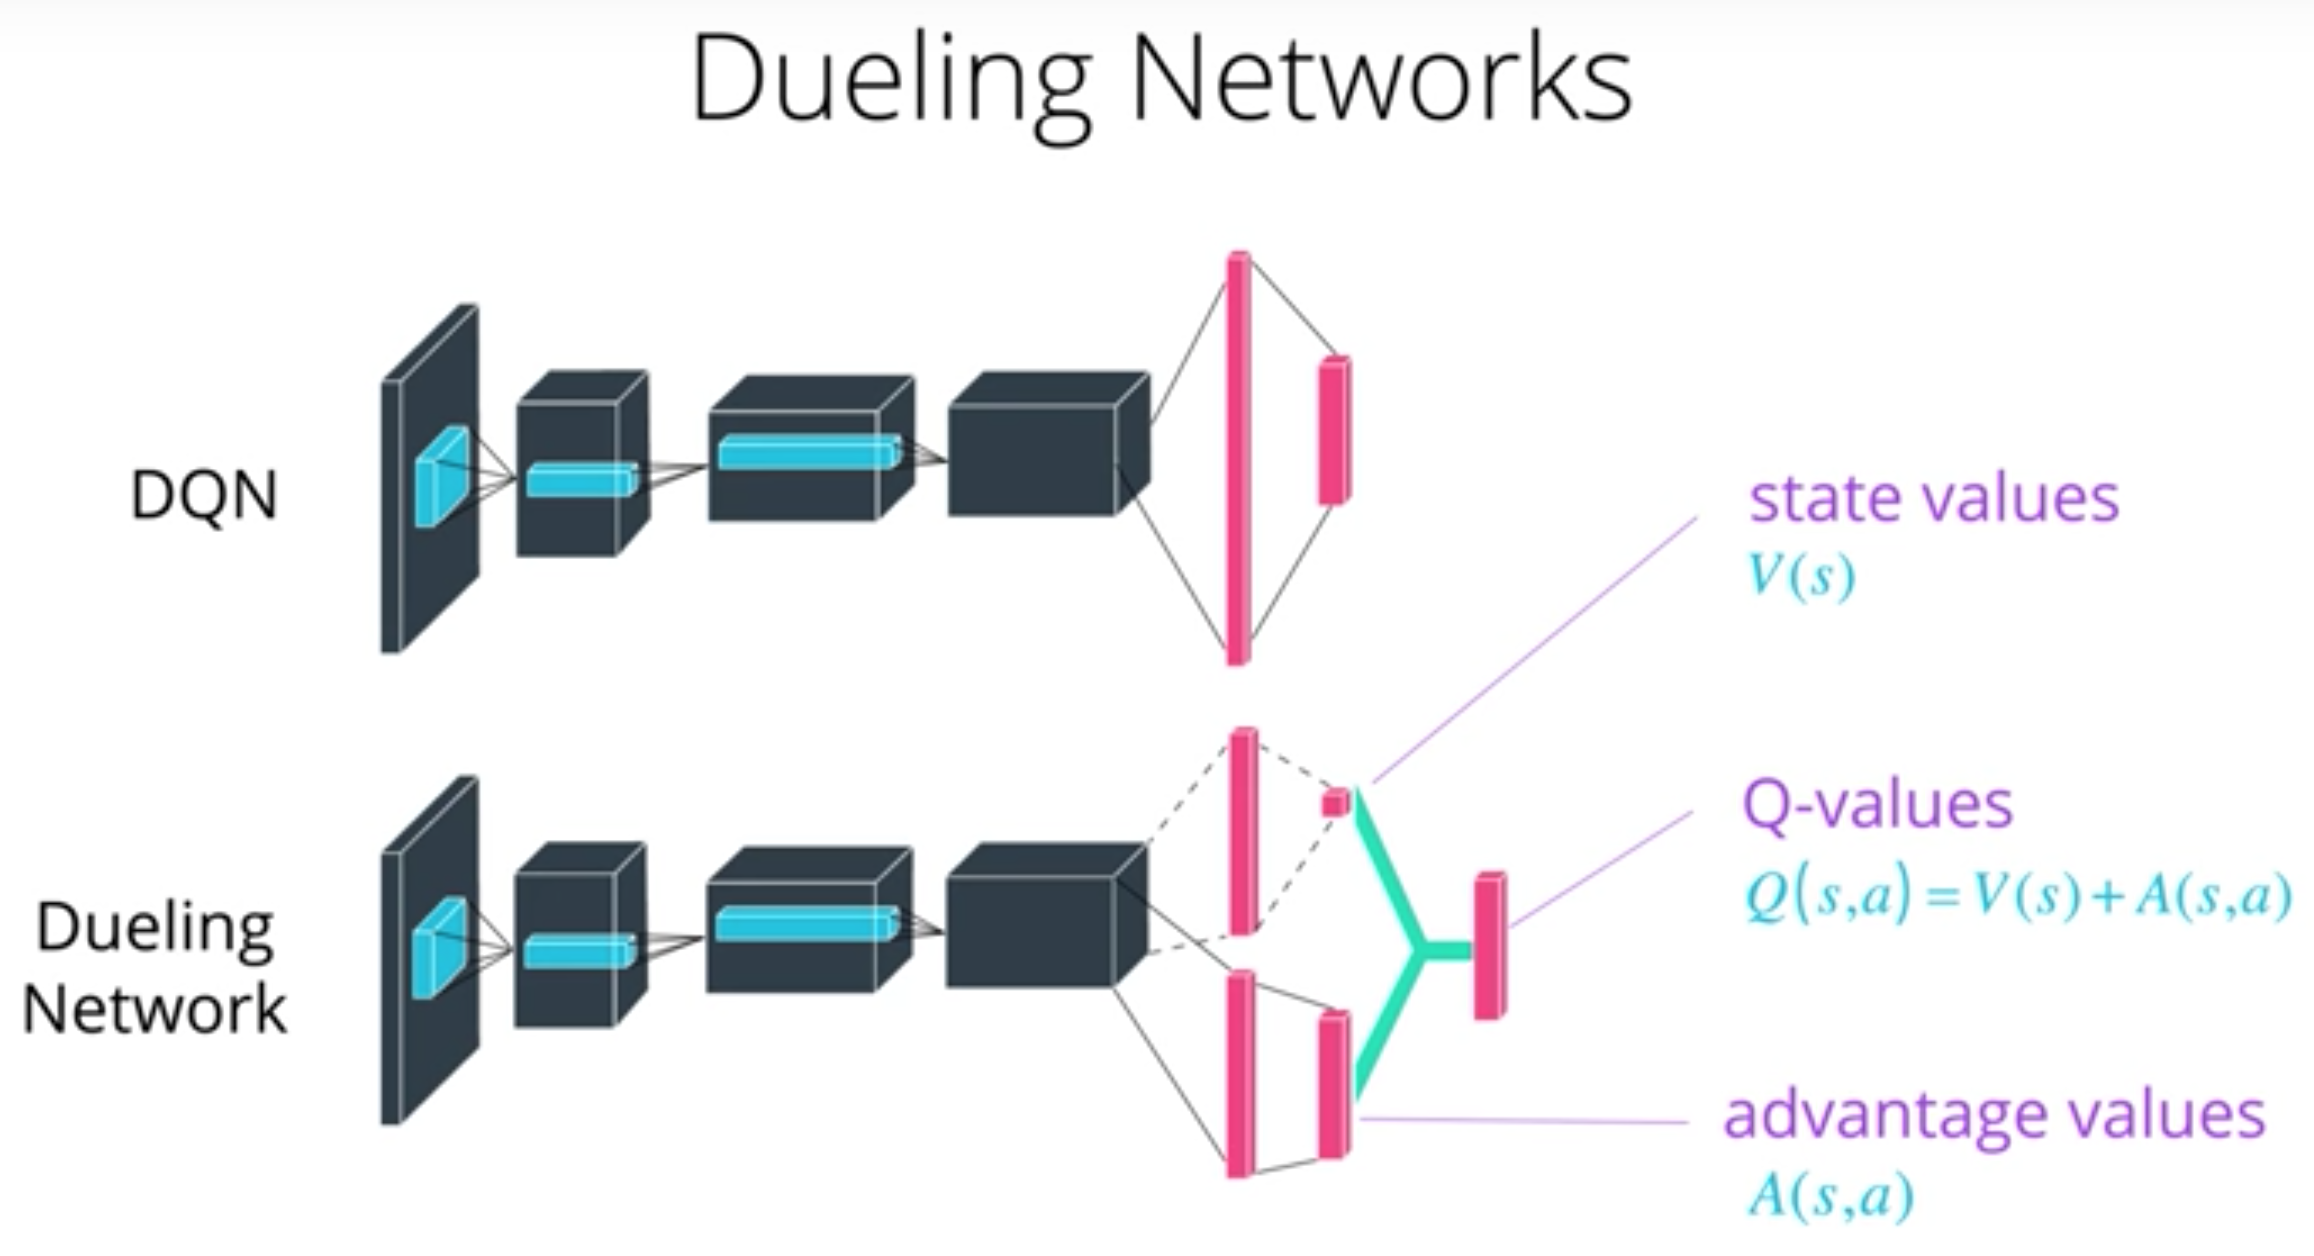 Dueling Networks
DQN
state values
V(s)
Q-values
Q(s,a) = V(s) + A(s,a)
Dueling
Network
advantage values
A(s,a)